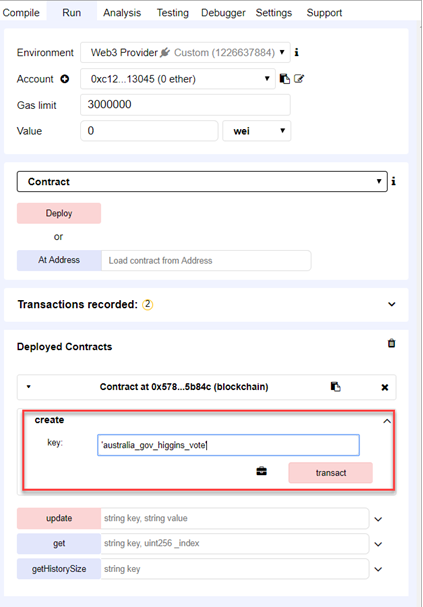 Compile Run Analysis Testing Debugger Settings Support
Environment Web3 Provider Custom (1226637884)
Account 0xc12...13045 (0 ether)
Gas limit 3000000
Value 0 wei
Contract
Deploy
or
At Address Load contract from Address
Transactions recorded: 2
Deployed Contracts
Contract at 0x578...5b84c (blockchain)
create
key: 'australia_gov_higgins_vote'
transact
update string key, string value
get string key, uint256 _index
getHistorySize string key